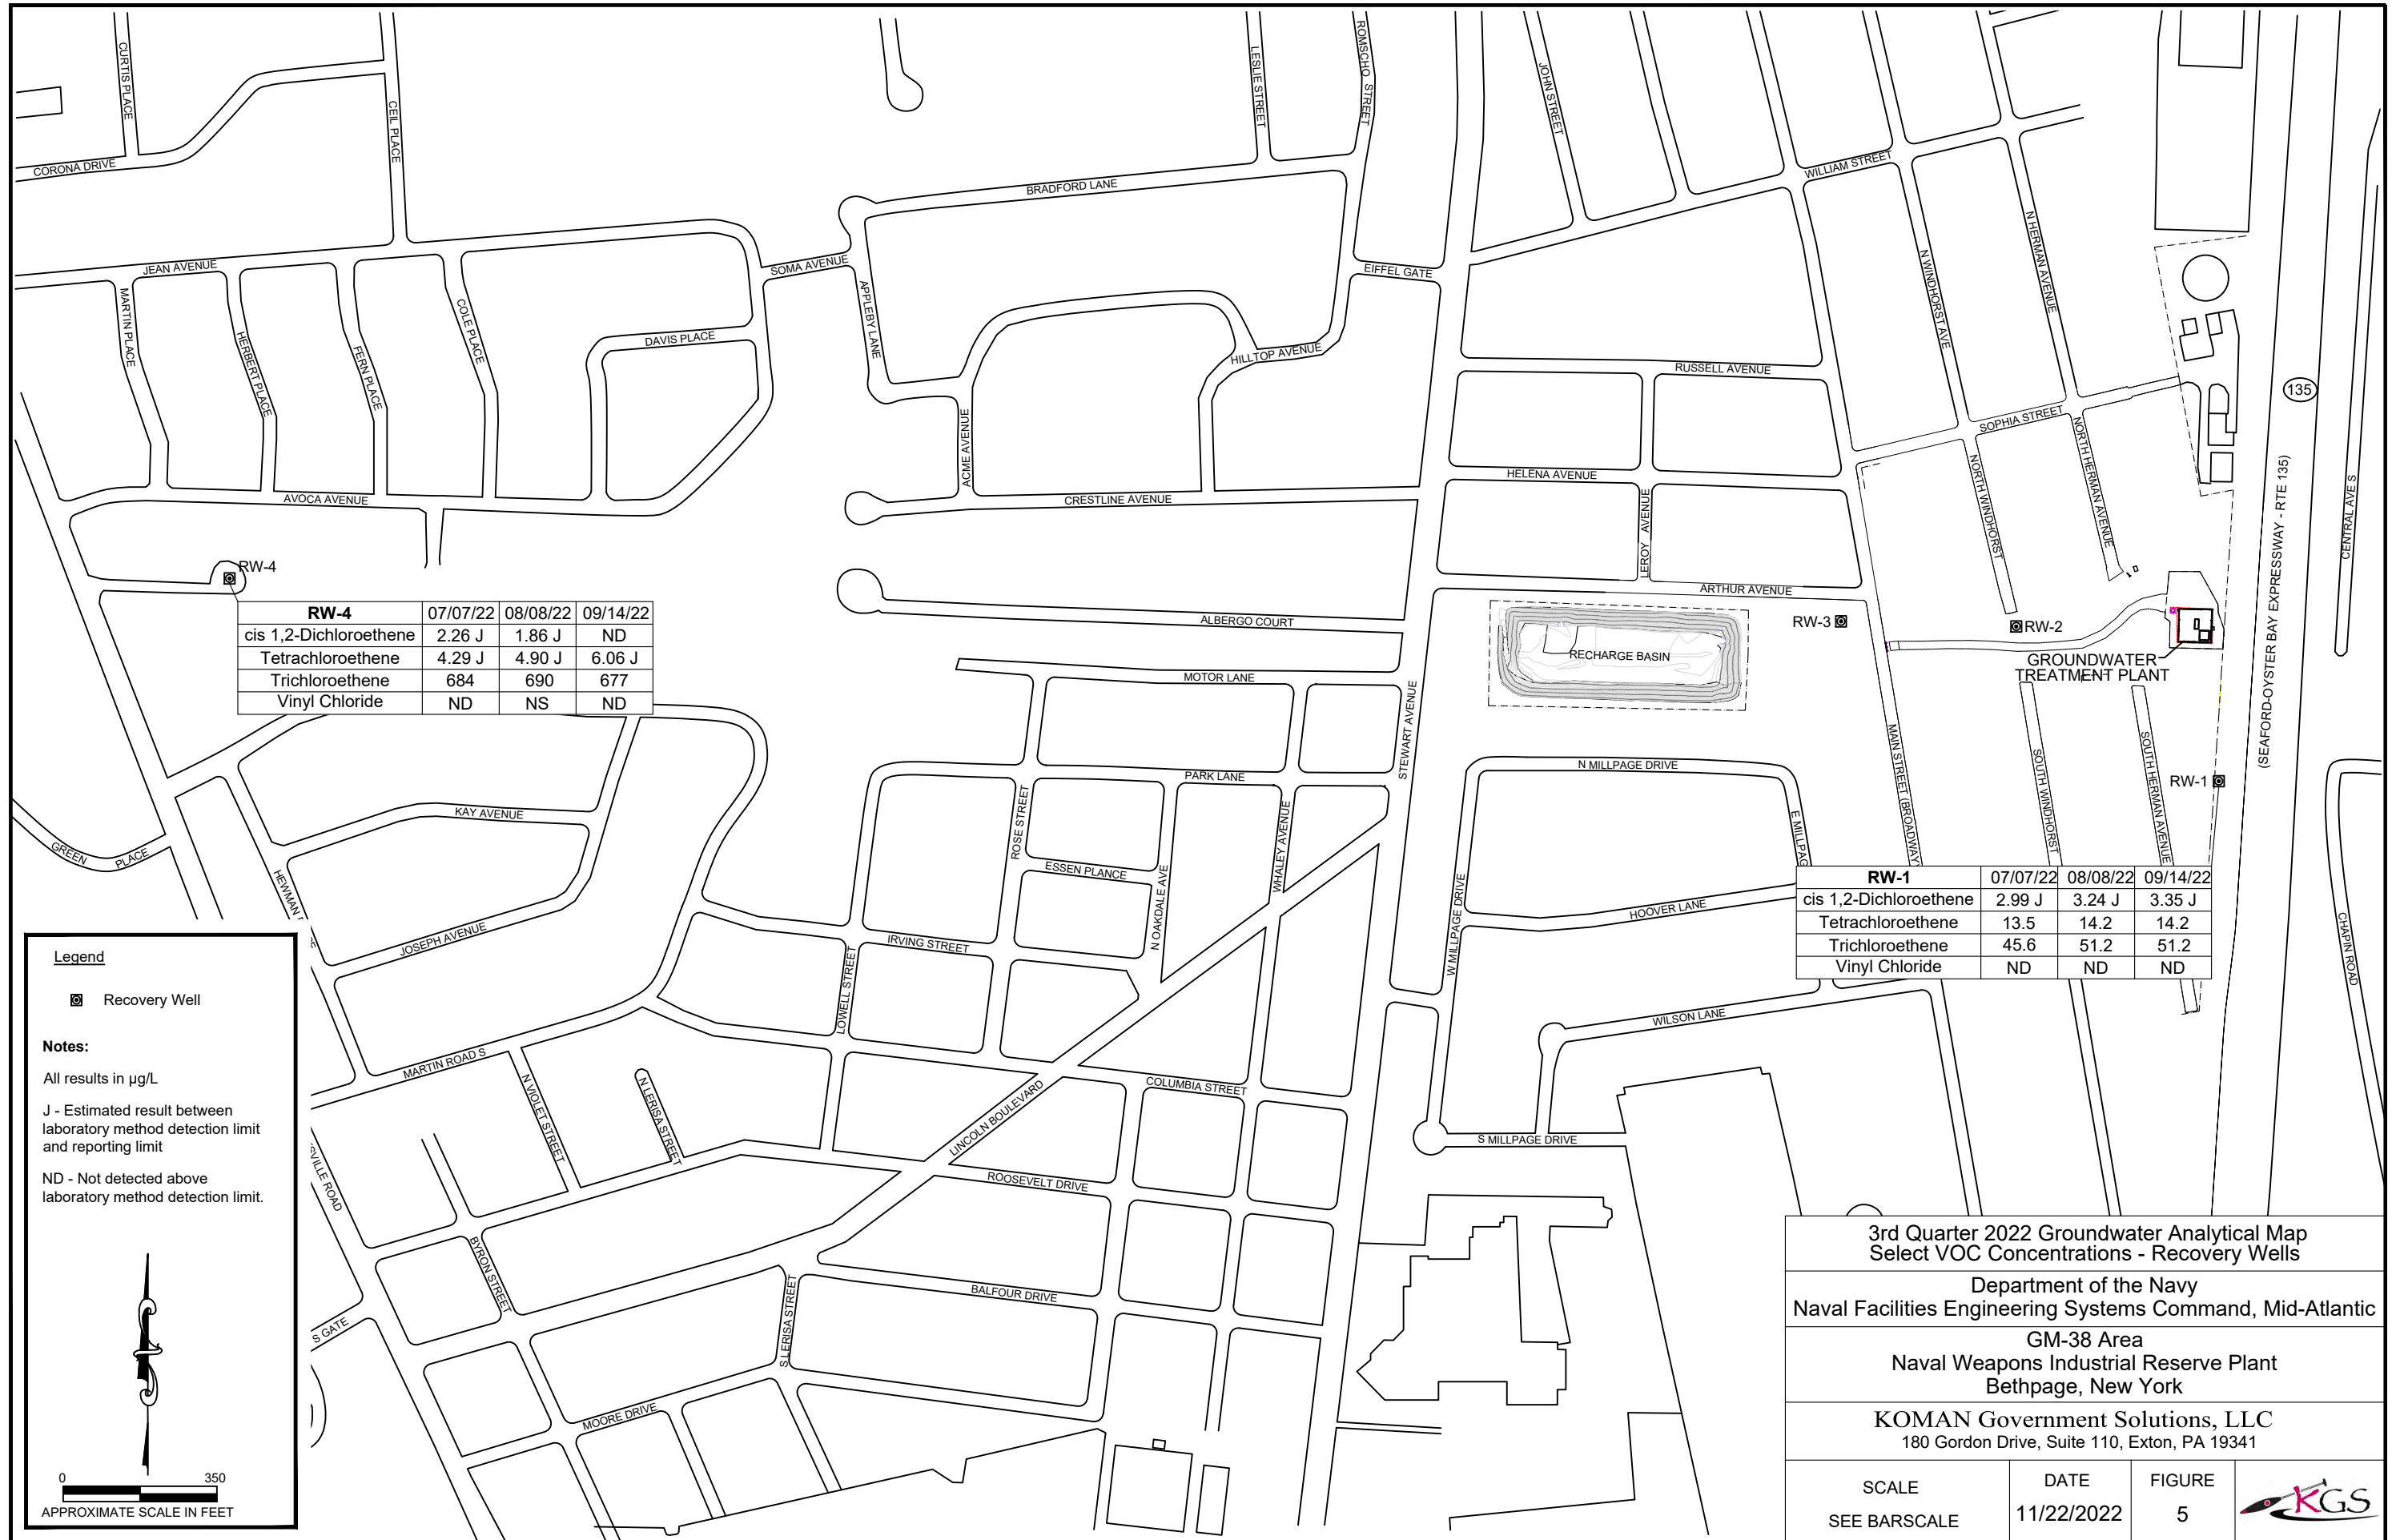 CURTIS PLACE
CORONA DRIVE
CEIL PLACE
LESLIE STREET
ROMSCHO STREET
JOHN STREET
BRADFORD LANE
WILLIAM STREET
N HERMAN AVENUE
N WINDHORST AVE
JEAN AVENUE
SOMA AVENUE
EIFFEL GATE
MARTIN PLACE
HERBERT PLACE
FERN PLACE
COLE PLACE
DAVIS PLACE
APPLEBY LANE
HILLTOP AVENUE
RUSSELL AVENUE
135
ACME AVENUE
SOPHIA STREET
NORTH WINDHORST
NORTH HERMAN AVENUE
AVOCA AVENUE
CRESTLINE AVENUE
HELENA AVENUE
LEROY AVENUE
(SEAFORD-OYSTER BAY EXPRESSWAY - RTE 135)
CENTRAL AVE S
RW-4
ARTHUR AVENUE
ALBERGO COURT
RW-3
RW-2
RECHARGE BASIN
GROUNDWATER
TREATMENT PLANT
RW-4 07/07/22 08/08/22 09/14/22
cis 1,2-Dichloroethene 2.26 J 1.86 J ND
Tetrachloroethene 4.29 J 4.90 J 6.06 J
Trichloroethene 684 690 677
Vinyl Chloride ND NS ND
MOTOR LANE
STEWART AVENUE
MAIN STREET (BROADWAY
SOUTH WINDHORST
SOUTH HERMAN AVENUE
RW-1
N MILLPAGE DRIVE
PARK LANE
KAY AVENUE
ROSE STREET
WHALEY AVENUE
E MILLPAG
GREEN PLACE
ESSEN PLANCE
HEWMAN
N OAKDALE AVE
W MILLPAGE DRIVE
HOOVER LANE
RW-1 07/07/22 08/08/22 09/14/22
cis 1,2-Dichloroethene 2.99 J 3.24 J 3.35 J
Tetrachloroethene 13.5 14.2 14.2
Trichloroethene 45.6 51.2 51.2
Vinyl Chloride ND ND ND
CHAPIN ROAD
JOSEPH AVENUE
IRVING STREET
LOWELL STREET
WILSON LANE
MARTIN ROAD S
N VIOLET STREET
N LERISA STREET
COLUMBIA STREET
LINCOLN BOULEVARD
S MILLPAGE DRIVE
SVILLE ROAD
ROOSEVELT DRIVE
BYRON STREET
BALFOUR DRIVE
S LERISA STREET
S GATE
MOORE DRIVE
Legend
Recovery Well
Notes:
All results in µg/L
J - Estimated result between
laboratory method detection limit
and reporting limit
ND - Not detected above
laboratory method detection limit.
0 350
APPROXIMATE SCALE IN FEET
3rd Quarter 2022 Groundwater Analytical Map
Select VOC Concentrations - Recovery Wells
Department of the Navy
Naval Facilities Engineering Systems Command, Mid-Atlantic
GM-38 Area
Naval Weapons Industrial Reserve Plant
Bethpage, New York
KOMAN Government Solutions, LLC
180 Gordon Drive, Suite 110, Exton, PA 19341
SCALE
SEE BARSCALE
DATE
11/22/2022
FIGURE
5
KGS